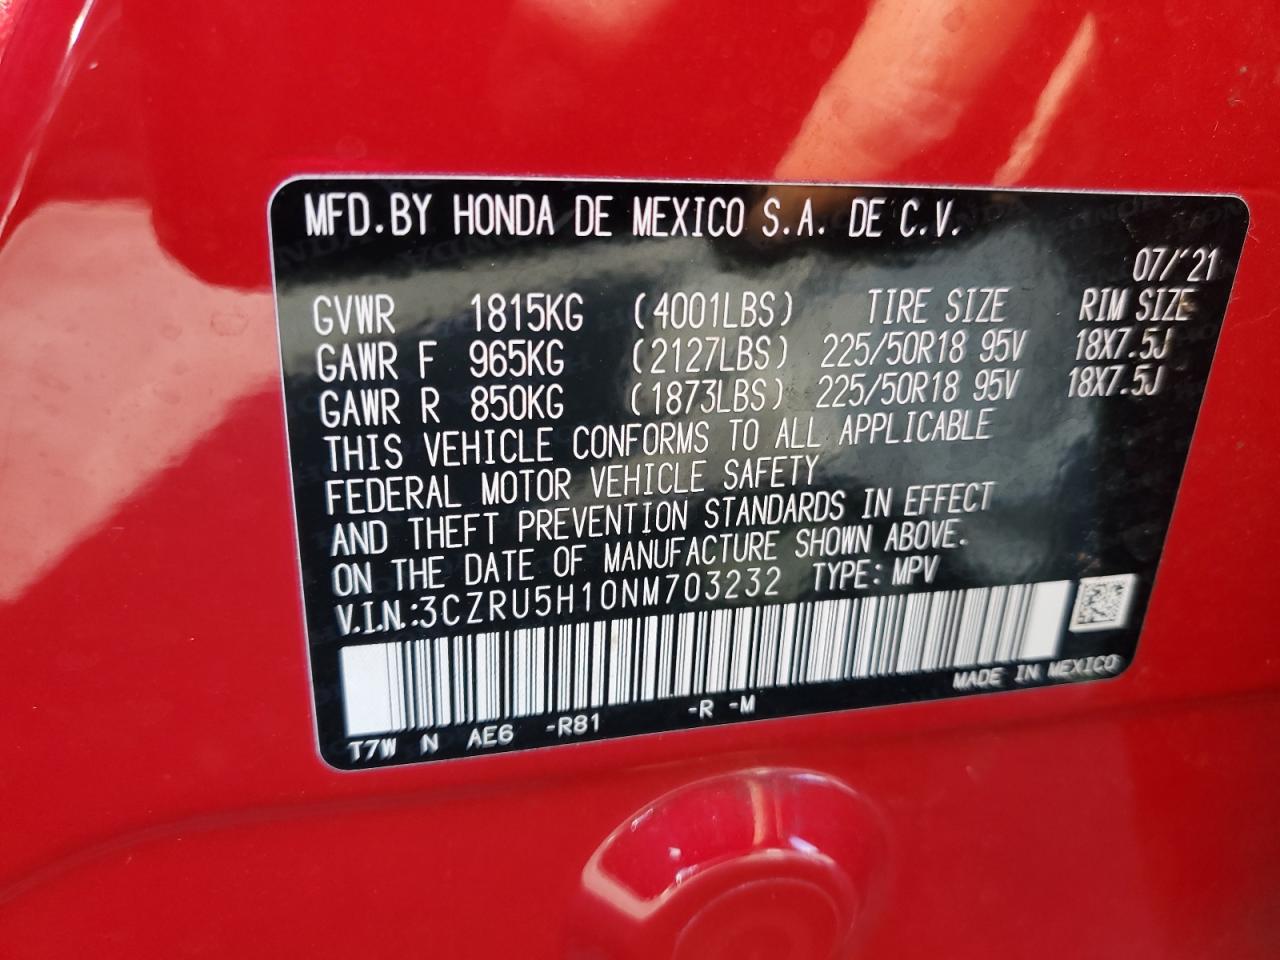 MFD.BY HONDA DE MEXICO S.A. DE C.V.
07/'21
GVWR 1815KG (4001LBS) TIRE SIZE RIM SIZE
GAWR F 965KG (2127LBS) 225/50R18 95V 18X7.5J
GAWR R 850KG (1873LBS) 225/50R18 95V 18X7.5J
THIS VEHICLE CONFORMS TO ALL APPLICABLE
FEDERAL MOTOR VEHICLE SAFETY
AND THEFT PREVENTION STANDARDS IN EFFECT
ON THE DATE OF MANUFACTURE SHOWN ABOVE.
V.I.N.:3CZRU5H10NM703232 TYPE: MPV
MADE IN MEXICO
T7W N AE6 -R81 -R -M